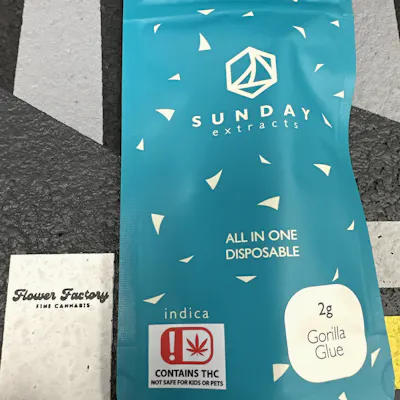 SUNDAY
extracts
ALL IN ONE
DISPOSABLE
indica
CONTAINS THC
NOT SAFE FOR KIDS OR PETS
2g
Gorilla
Glue
Flower Factory
FINE CANNABIS